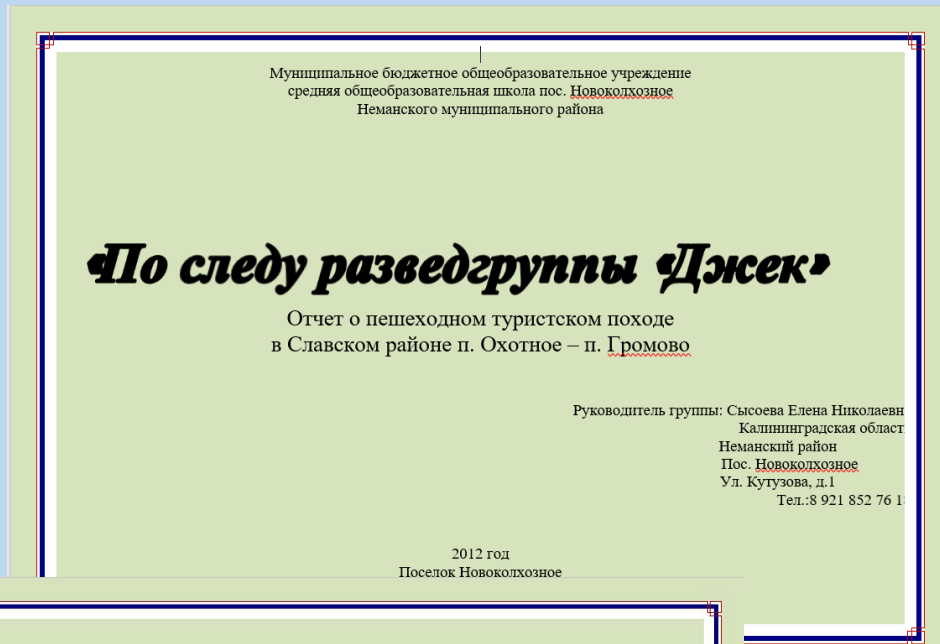 Муниципальное бюджетное общеобразовательное учреждение
средняя общеобразовательная школа пос. Новоколхозное
Неманского муниципального района
«По следу разведгруппы «Джек»
Отчет о пешеходном туристском походе
в Славском районе п. Охотное – п. Громово
Руководитель группы: Сысоева Елена Николаевн
Калининградская област
Неманский район
Пос. Новоколхозное
Ул. Кутузова, д.1
Тел.:8 921 852 76 1
2012 год
Поселок Новоколхозное